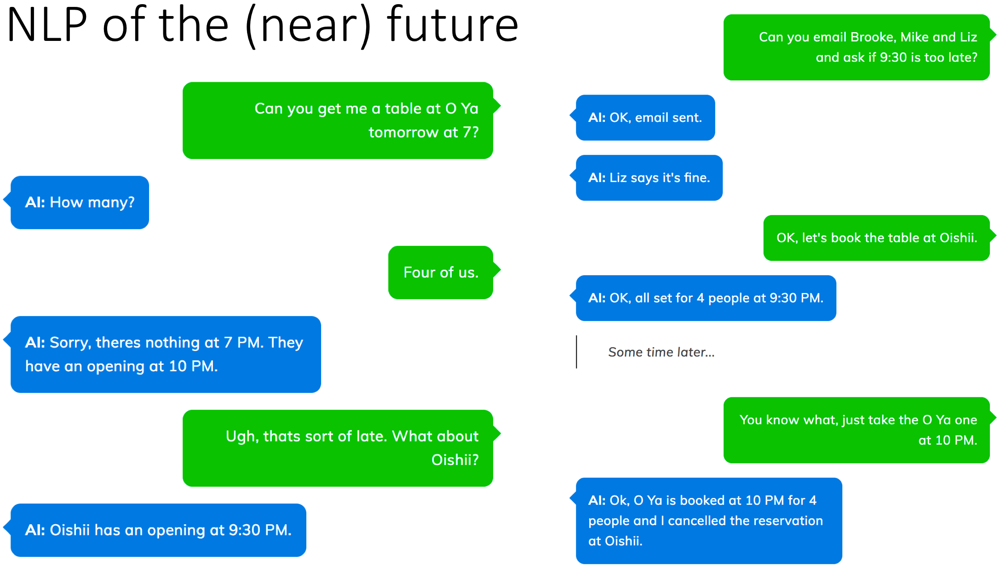 NLP of the (near) future
Can you get me a table at O Ya
tomorrow at 7?
AI: How many?
Four of us.
AI: Sorry, theres nothing at 7 PM. They
have an opening at 10 PM.
Ugh, thats sort of late. What about
Oishii?
AI: Oishii has an opening at 9:30 PM.
Can you email Brooke, Mike and Liz
and ask if 9:30 is too late?
AI: OK, email sent.
AI: Liz says it's fine.
OK, let's book the table at Oishii.
AI: OK, all set for 4 people at 9:30 PM.
Some time later...
You know what, just take the O Ya one
at 10 PM.
AI: Ok, O Ya is booked at 10 PM for 4
people and I cancelled the reservation
at Oishii.